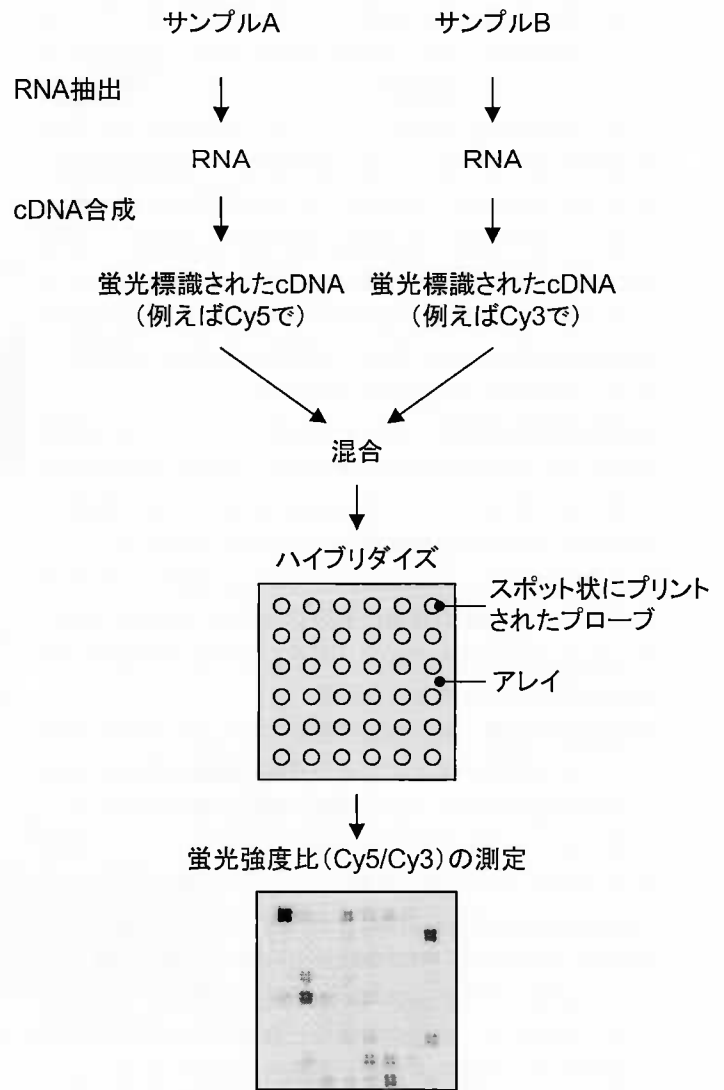 サンプルA
サンプルB
RNA抽出
RNA
RNA
cDNA合成
蛍光標識されたcDNA
(例えばCy5で)
蛍光標識されたcDNA
(例えばCy3で)
混合
ハイブリダイズ
スポット状にプリント
されたプローブ
アレイ
蛍光強度比(Cy5/Cy3)の測定